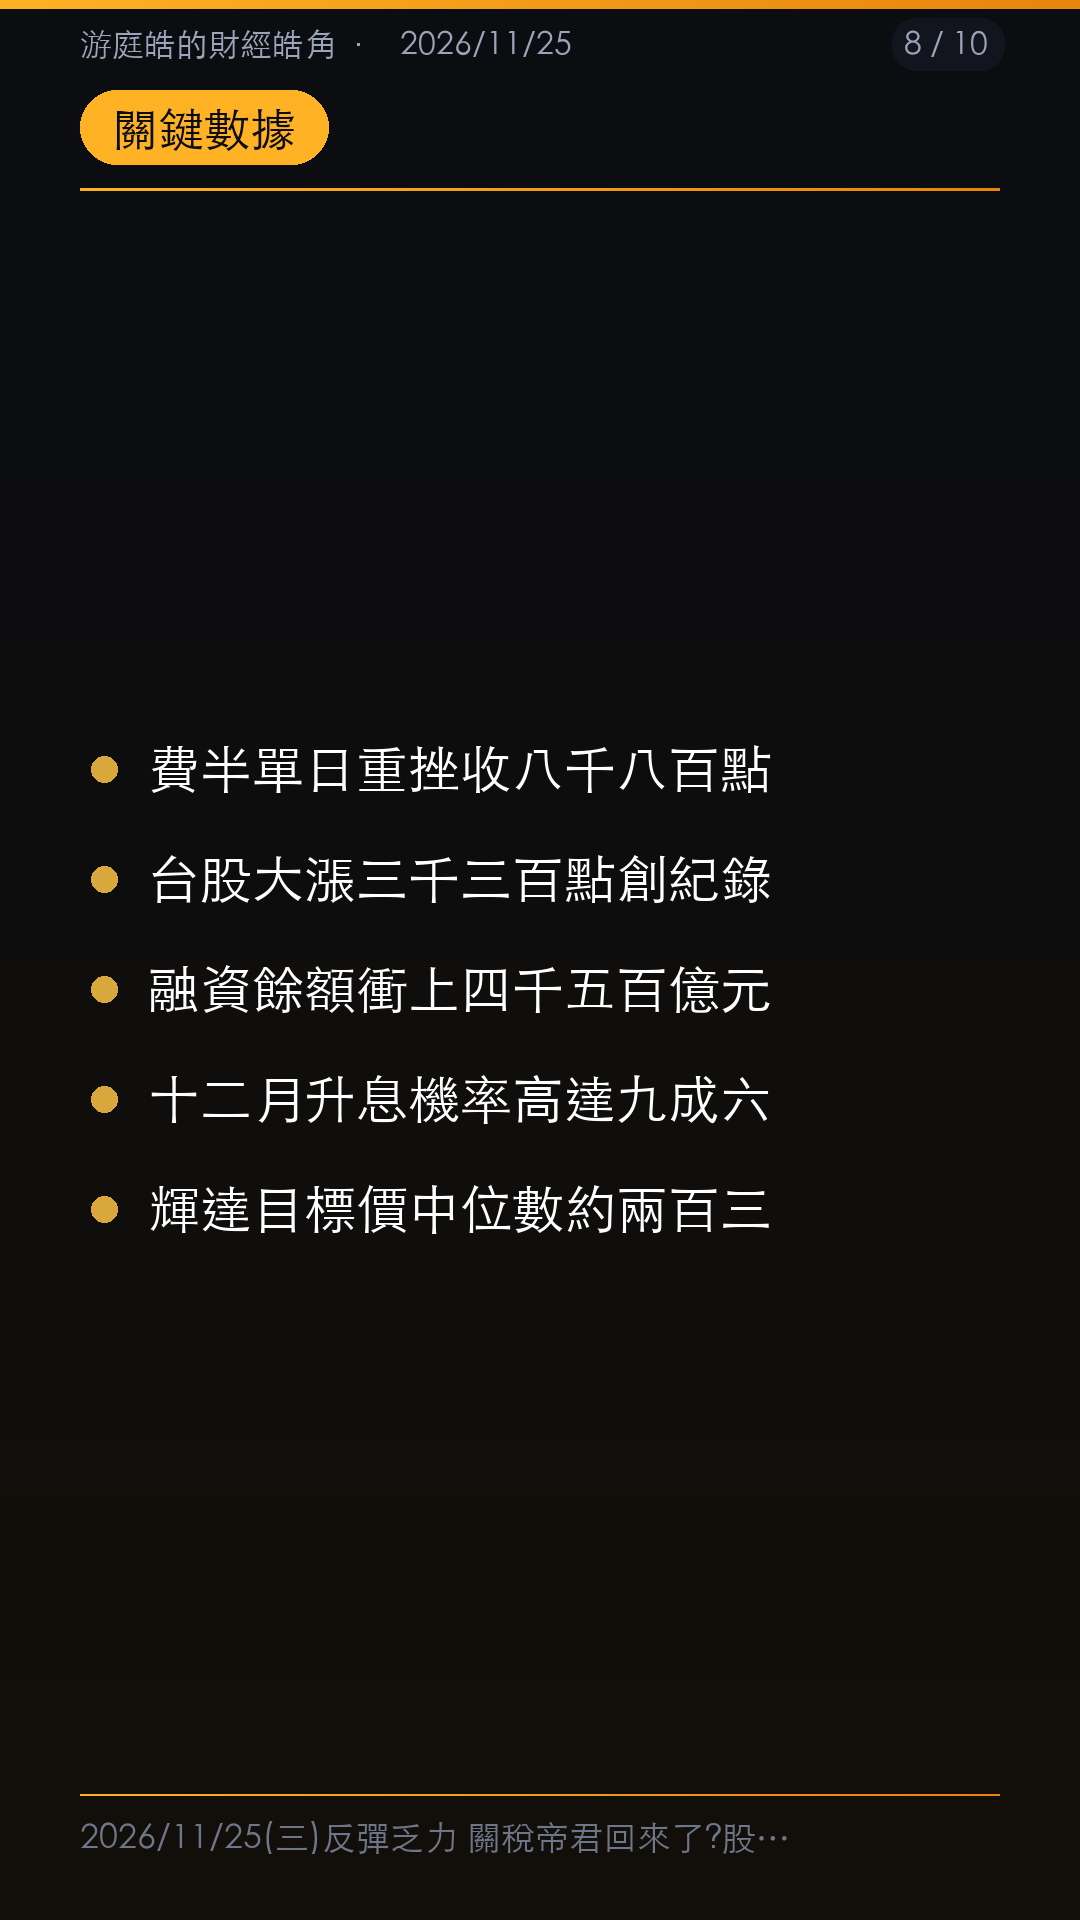 游庭皓的財經皓角 · 2026/11/25
8 / 10
關鍵數據
費半單日重挫收八千八百點
台股大漲三千三百點創紀錄
融資餘額衝上四千五百億元
十二月升息機率高達九成六
輝達目標價中位數約兩百三
2026/11/25(三)反彈乏力 關稅帝君回來了?股⋯